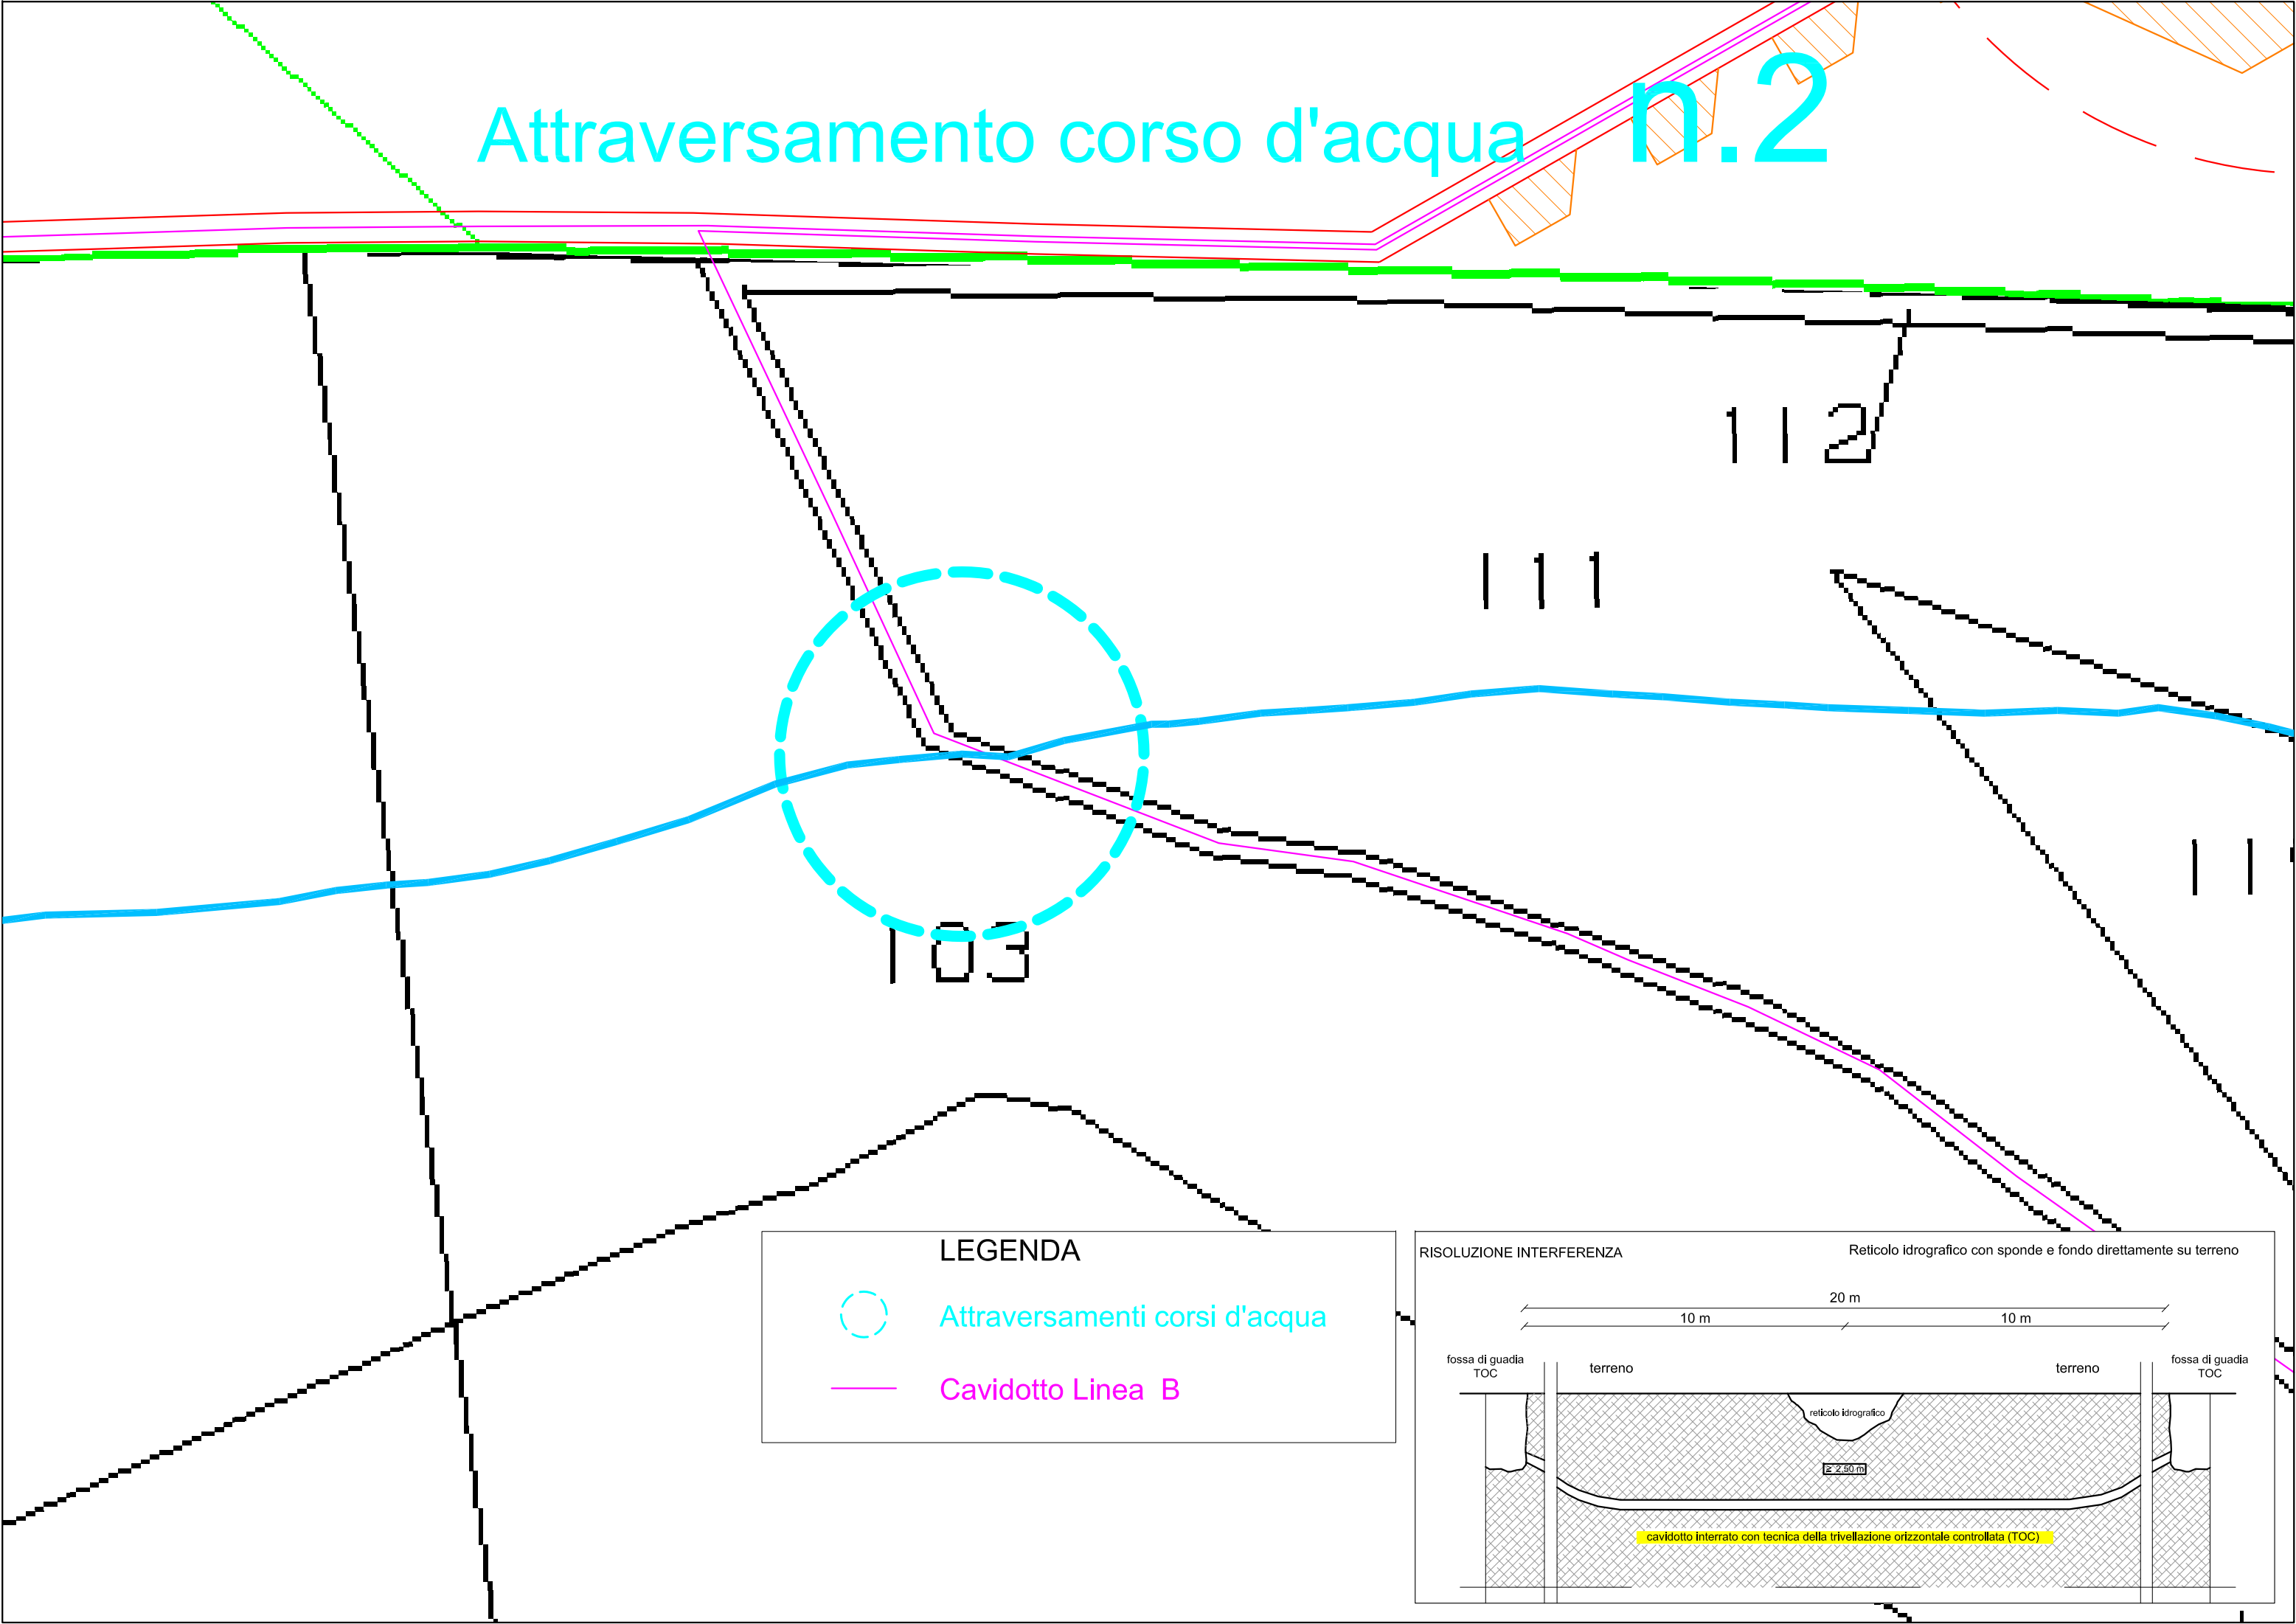 Attraversamento corso d'acqua n.2
112
111
11
103
LEGENDA
Attraversamenti corsi d'acqua
Cavidotto Linea B
RISOLUZIONE INTERFERENZA
Reticolo idrografico con sponde e fondo direttamente su terreno
20 m
10 m
10 m
fossa di guadia
TOC
terreno
terreno
fossa di guadia
TOC
reticolo idrografico
≥ 2,50 m
cavidotto interrato con tecnica della trivellazione orizzontale controllata (TOC)